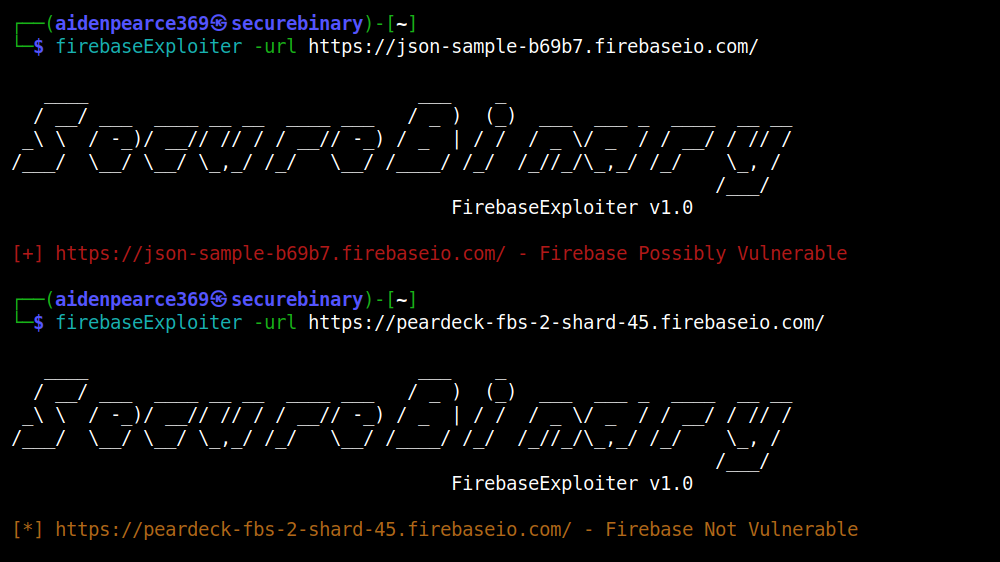 ┌──(aidenpearce369㉿securebinary)-[~]
└─$ firebaseExploiter -url https://json-sample-b69b7.firebaseio.com/
SecureBinary
FirebaseExploiter v1.0
[+] https://json-sample-b69b7.firebaseio.com/ - Firebase Possibly Vulnerable
┌──(aidenpearce369㉿securebinary)-[~]
└─$ firebaseExploiter -url https://peardeck-fbs-2-shard-45.firebaseio.com/
SecureBinary
FirebaseExploiter v1.0
[*] https://peardeck-fbs-2-shard-45.firebaseio.com/ - Firebase Not Vulnerable